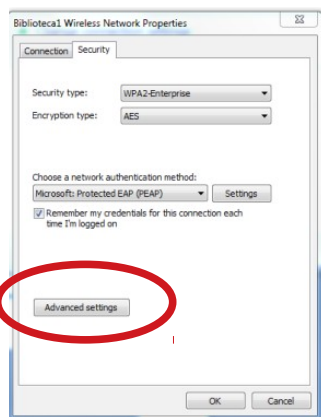 Biblioteca1 Wireless Network Properties
Connection Security
Security type: WPA2-Enterprise
Encryption type: AES
Choose a network authentication method:
Microsoft: Protected EAP (PEAP) Settings
Remember my credentials for this connection each
time I'm logged on
Advanced settings
OK Cancel